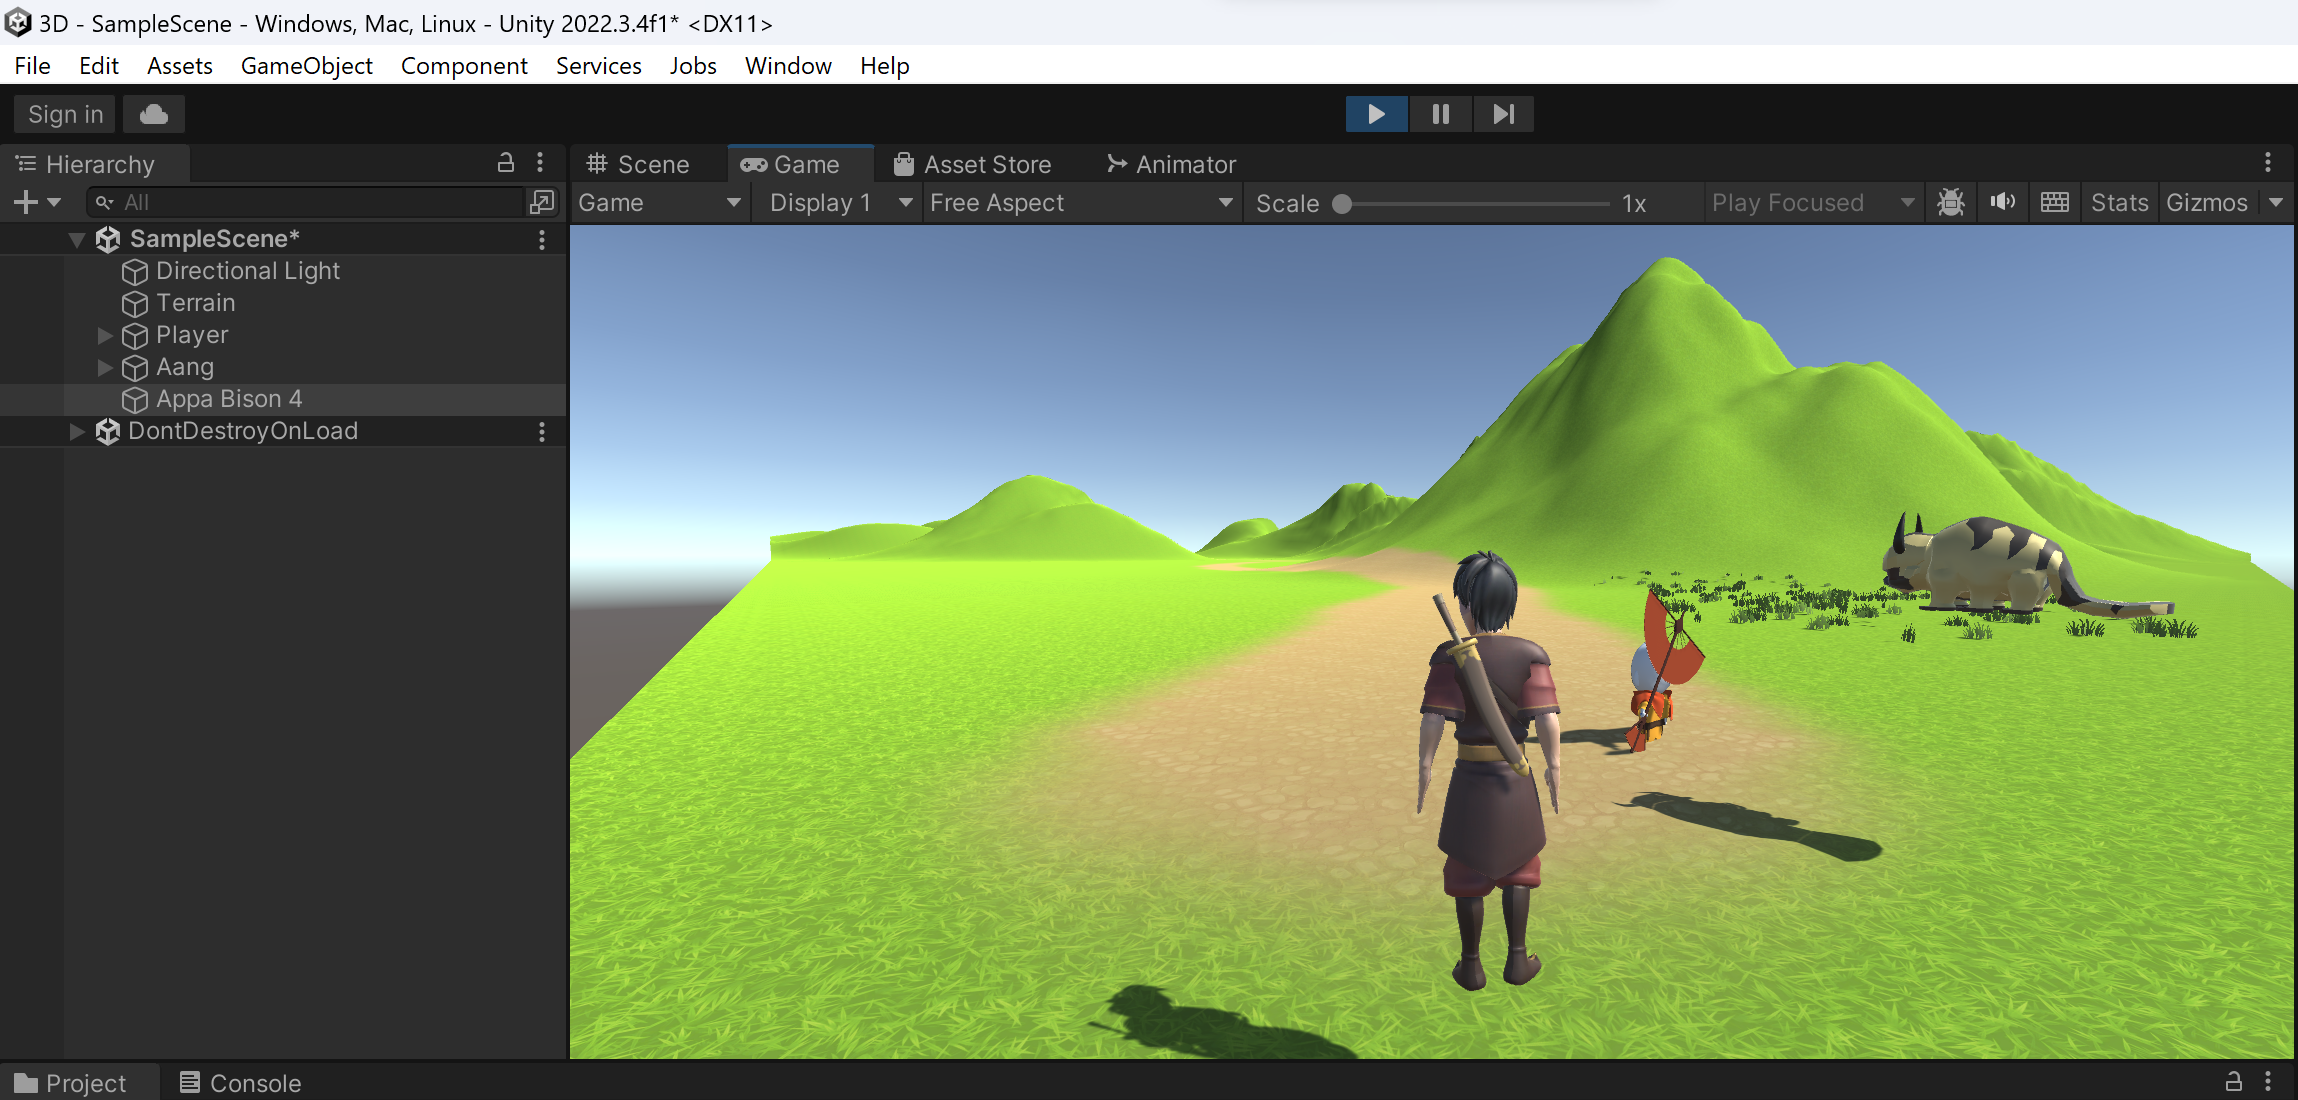 3D - SampleScene - Windows, Mac, Linux - Unity 2022.3.4f1* <DX11>
File Edit Assets GameObject Component Services Jobs Window Help
Sign in
Hierarchy
All
Scene Game Asset Store Animator
Game Display 1 Free Aspect Scale 1x Play Focused Stats Gizmos
SampleScene*
Directional Light
Terrain
Player
Aang
Appa Bison 4
DontDestroyOnLoad
Project Console